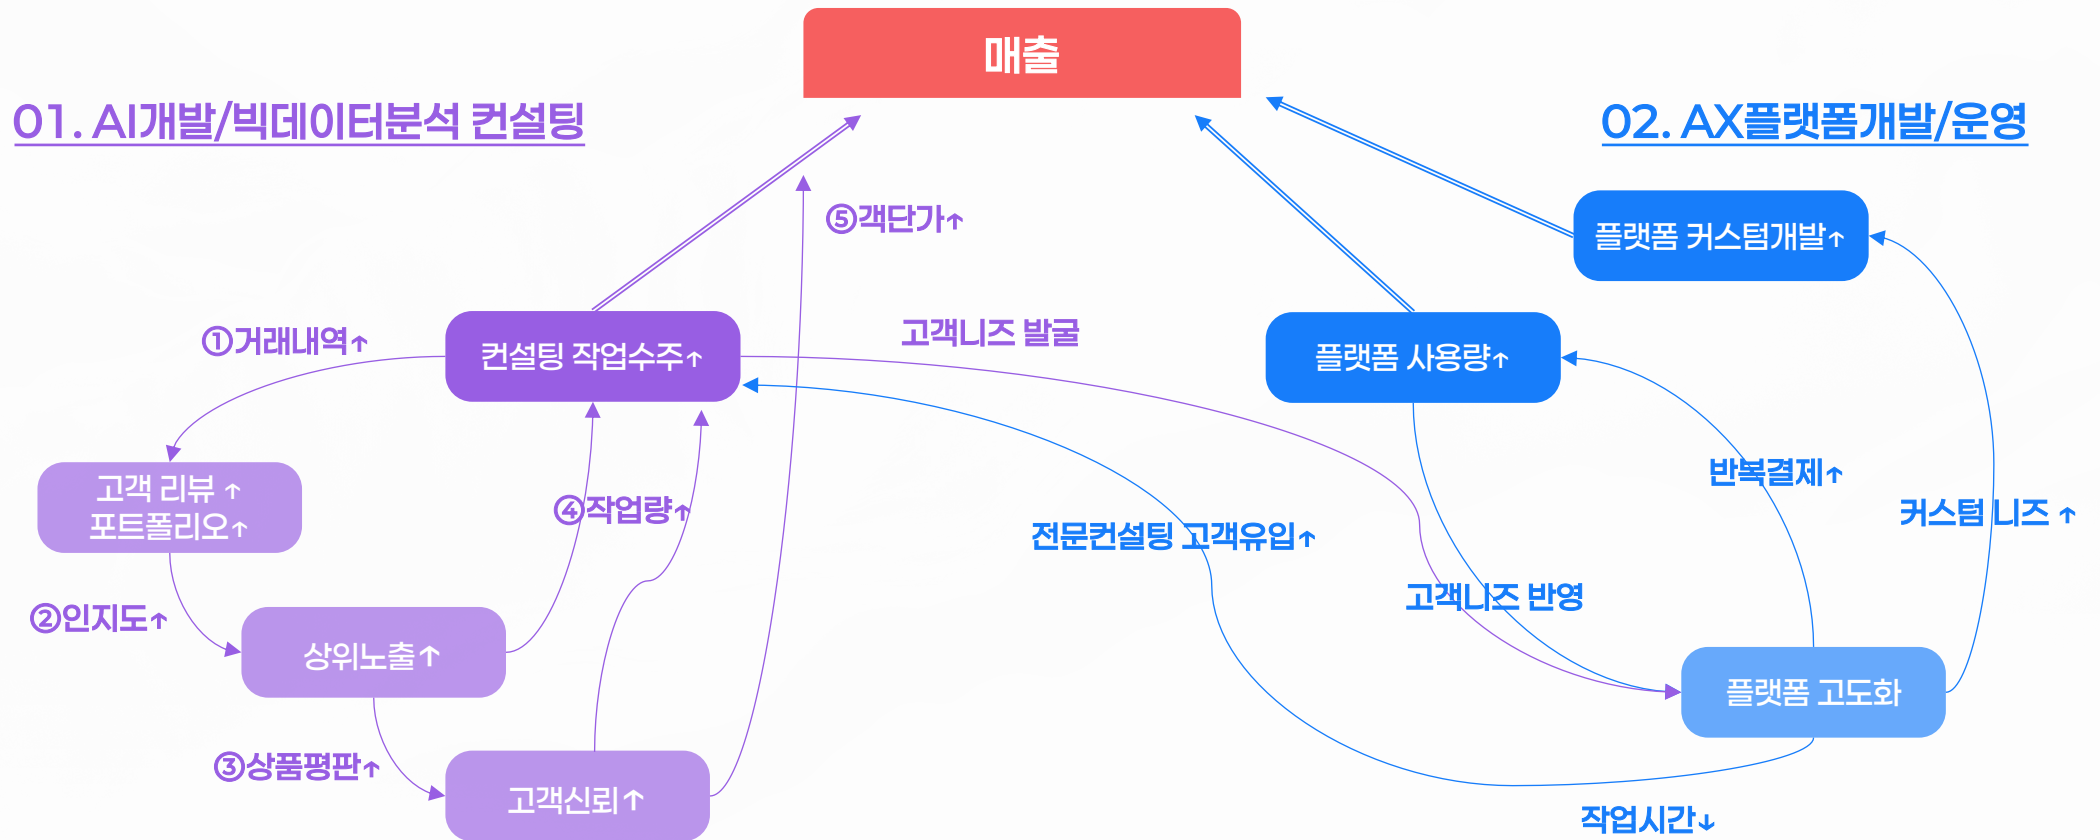 매출
01. AI개발/빅데이터분석 컨설팅
02. AX플랫폼개발/운영
⑤객단가↑
플랫폼 커스텀개발↑
①거래내역↑
컨설팅 작업수주↑
고객니즈 발굴
플랫폼 사용량↑
고객 리뷰 ↑
포트폴리오↑
④작업량↑
반복결제↑
커스텀 니즈 ↑
전문컨설팅 고객유입↑
고객니즈 반영
②인지도↑
상위노출↑
플랫폼 고도화
③상품평판↑
고객신뢰↑
작업시간↓